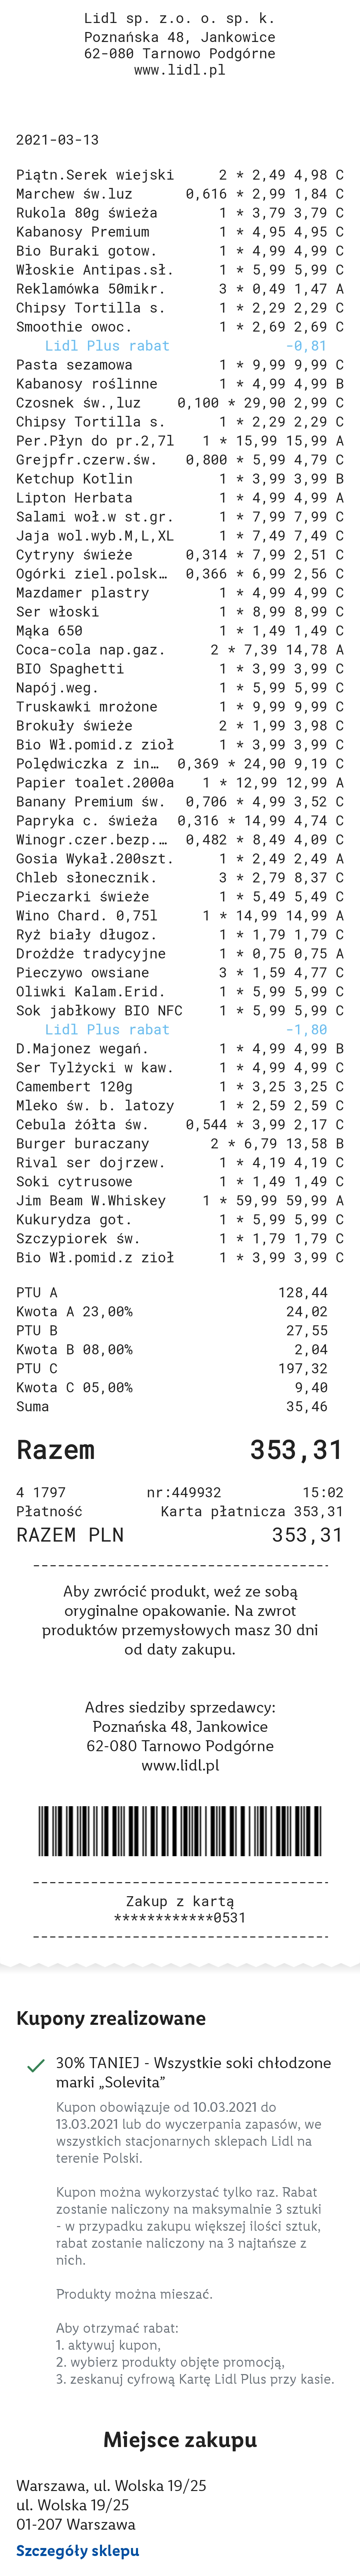 Lidl sp. z.o. o. sp. k.
Poznańska 48, Jankowice
62-080 Tarnowo Podgórne
www.lidl.pl
2021-03-13
Piątn.Serek wiejski 2 * 2,49 4,98 C
Marchew św.luz 0,616 * 2,99 1,84 C
Rukola 80g świeża 1 * 3,79 3,79 C
Kabanosy Premium 1 * 4,95 4,95 C
Bio Buraki gotow. 1 * 4,99 4,99 C
Włoskie Antipas.sł. 1 * 5,99 5,99 C
Reklamówka 50mikr. 3 * 0,49 1,47 A
Chipsy Tortilla s. 1 * 2,29 2,29 C
Smoothie owoc. 1 * 2,69 2,69 C
Lidl Plus rabat -0,81
Pasta sezamowa 1 * 9,99 9,99 C
Kabanosy roślinne 1 * 4,99 4,99 B
Czosnek św.,luz 0,100 * 29,90 2,99 C
Chipsy Tortilla s. 1 * 2,29 2,29 C
Per.Płyn do pr.2,7l 1 * 15,99 15,99 A
Grejpfr.czerw.św. 0,800 * 5,99 4,79 C
Ketchup Kotlin 1 * 3,99 3,99 B
Lipton Herbata 1 * 4,99 4,99 A
Salami woł.w st.gr. 1 * 7,99 7,99 C
Jaja wol.wyb.M,L,XL 1 * 7,49 7,49 C
Cytryny świeże 0,314 * 7,99 2,51 C
Ogórki ziel.polsk… 0,366 * 6,99 2,56 C
Mazdamer plastry 1 * 4,99 4,99 C
Ser włoski 1 * 8,99 8,99 C
Mąka 650 1 * 1,49 1,49 C
Coca-cola nap.gaz. 2 * 7,39 14,78 A
BIO Spaghetti 1 * 3,99 3,99 C
Napój.weg. 1 * 5,99 5,99 C
Truskawki mrożone 1 * 9,99 9,99 C
Brokuły świeże 2 * 1,99 3,98 C
Bio Wł.pomid.z zioł 1 * 3,99 3,99 C
Polędwiczka z in… 0,369 * 24,90 9,19 C
Papier toalet.2000a 1 * 12,99 12,99 A
Banany Premium św. 0,706 * 4,99 3,52 C
Papryka c. świeża 0,316 * 14,99 4,74 C
Winogr.czer.bezp.… 0,482 * 8,49 4,09 C
Gosia Wykał.200szt. 1 * 2,49 2,49 A
Chleb słonecznik. 3 * 2,79 8,37 C
Pieczarki świeże 1 * 5,49 5,49 C
Wino Chard. 0,75l 1 * 14,99 14,99 A
Ryż biały długoz. 1 * 1,79 1,79 C
Drożdże tradycyjne 1 * 0,75 0,75 A
Pieczywo owsiane 3 * 1,59 4,77 C
Oliwki Kalam.Erid. 1 * 5,99 5,99 C
Sok jabłkowy BIO NFC 1 * 5,99 5,99 C
Lidl Plus rabat -1,80
D.Majonez wegań. 1 * 4,99 4,99 B
Ser Tylżycki w kaw. 1 * 4,99 4,99 C
Camembert 120g 1 * 3,25 3,25 C
Mleko św. b. latozy 1 * 2,59 2,59 C
Cebula żółta św. 0,544 * 3,99 2,17 C
Burger buraczany 2 * 6,79 13,58 B
Rival ser dojrzew. 1 * 4,19 4,19 C
Soki cytrusowe 1 * 1,49 1,49 C
Jim Beam W.Whiskey 1 * 59,99 59,99 A
Kukurydza got. 1 * 5,99 5,99 C
Szczypiorek św. 1 * 1,79 1,79 C
Bio Wł.pomid.z zioł 1 * 3,99 3,99 C
PTU A 128,44
Kwota A 23,00% 24,02
PTU B 27,55
Kwota B 08,00% 2,04
PTU C 197,32
Kwota C 05,00% 9,40
Suma 35,46
Razem 353,31
4 1797 nr:449932 15:02
Płatność Karta płatnicza 353,31
RAZEM PLN 353,31
Aby zwrócić produkt, weź ze sobą
oryginalne opakowanie. Na zwrot
produktów przemysłowych masz 30 dni
od daty zakupu.
Adres siedziby sprzedawcy:
Poznańska 48, Jankowice
62-080 Tarnowo Podgórne
www.lidl.pl
Zakup z kartą
************0531
Kupony zrealizowane
30% TANIEJ - Wszystkie soki chłodzone
marki „Solevita”
Kupon obowiązuje od 10.03.2021 do
13.03.2021 lub do wyczerpania zapasów, we
wszystkich stacjonarnych sklepach Lidl na
terenie Polski.
Kupon można wykorzystać tylko raz. Rabat
zostanie naliczony na maksymalnie 3 sztuki
- w przypadku zakupu większej ilości sztuk,
rabat zostanie naliczony na 3 najtańsze z
nich.
Produkty można mieszać.
Aby otrzymać rabat:
1. aktywuj kupon,
2. wybierz produkty objęte promocją,
3. zeskanuj cyfrową Kartę Lidl Plus przy kasie.
Miejsce zakupu
Warszawa, ul. Wolska 19/25
ul. Wolska 19/25
01-207 Warszawa
Szczegóły sklepu